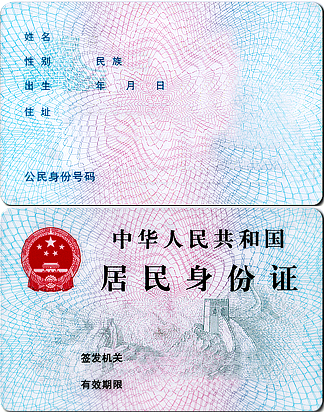 姓名
性别 民族
出生 年 月 日
住址
公民身份号码
中华人民共和国
居民身份证
签发机关
有效期限